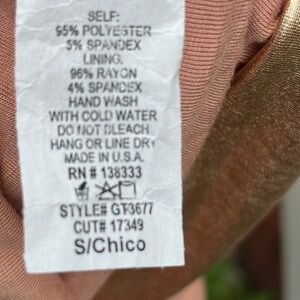 SELF:
95% POLYESTER
5% SPANDEX
LINING:
96% RAYON
4% SPANDEX
HAND WASH
WITH COLD WATER
DO NOT BLEACH
HANG OR LINE DRY
MADE IN U.S.A.
RN # 138333
STYLE# GT3677
CUT# 17349
S/Chico